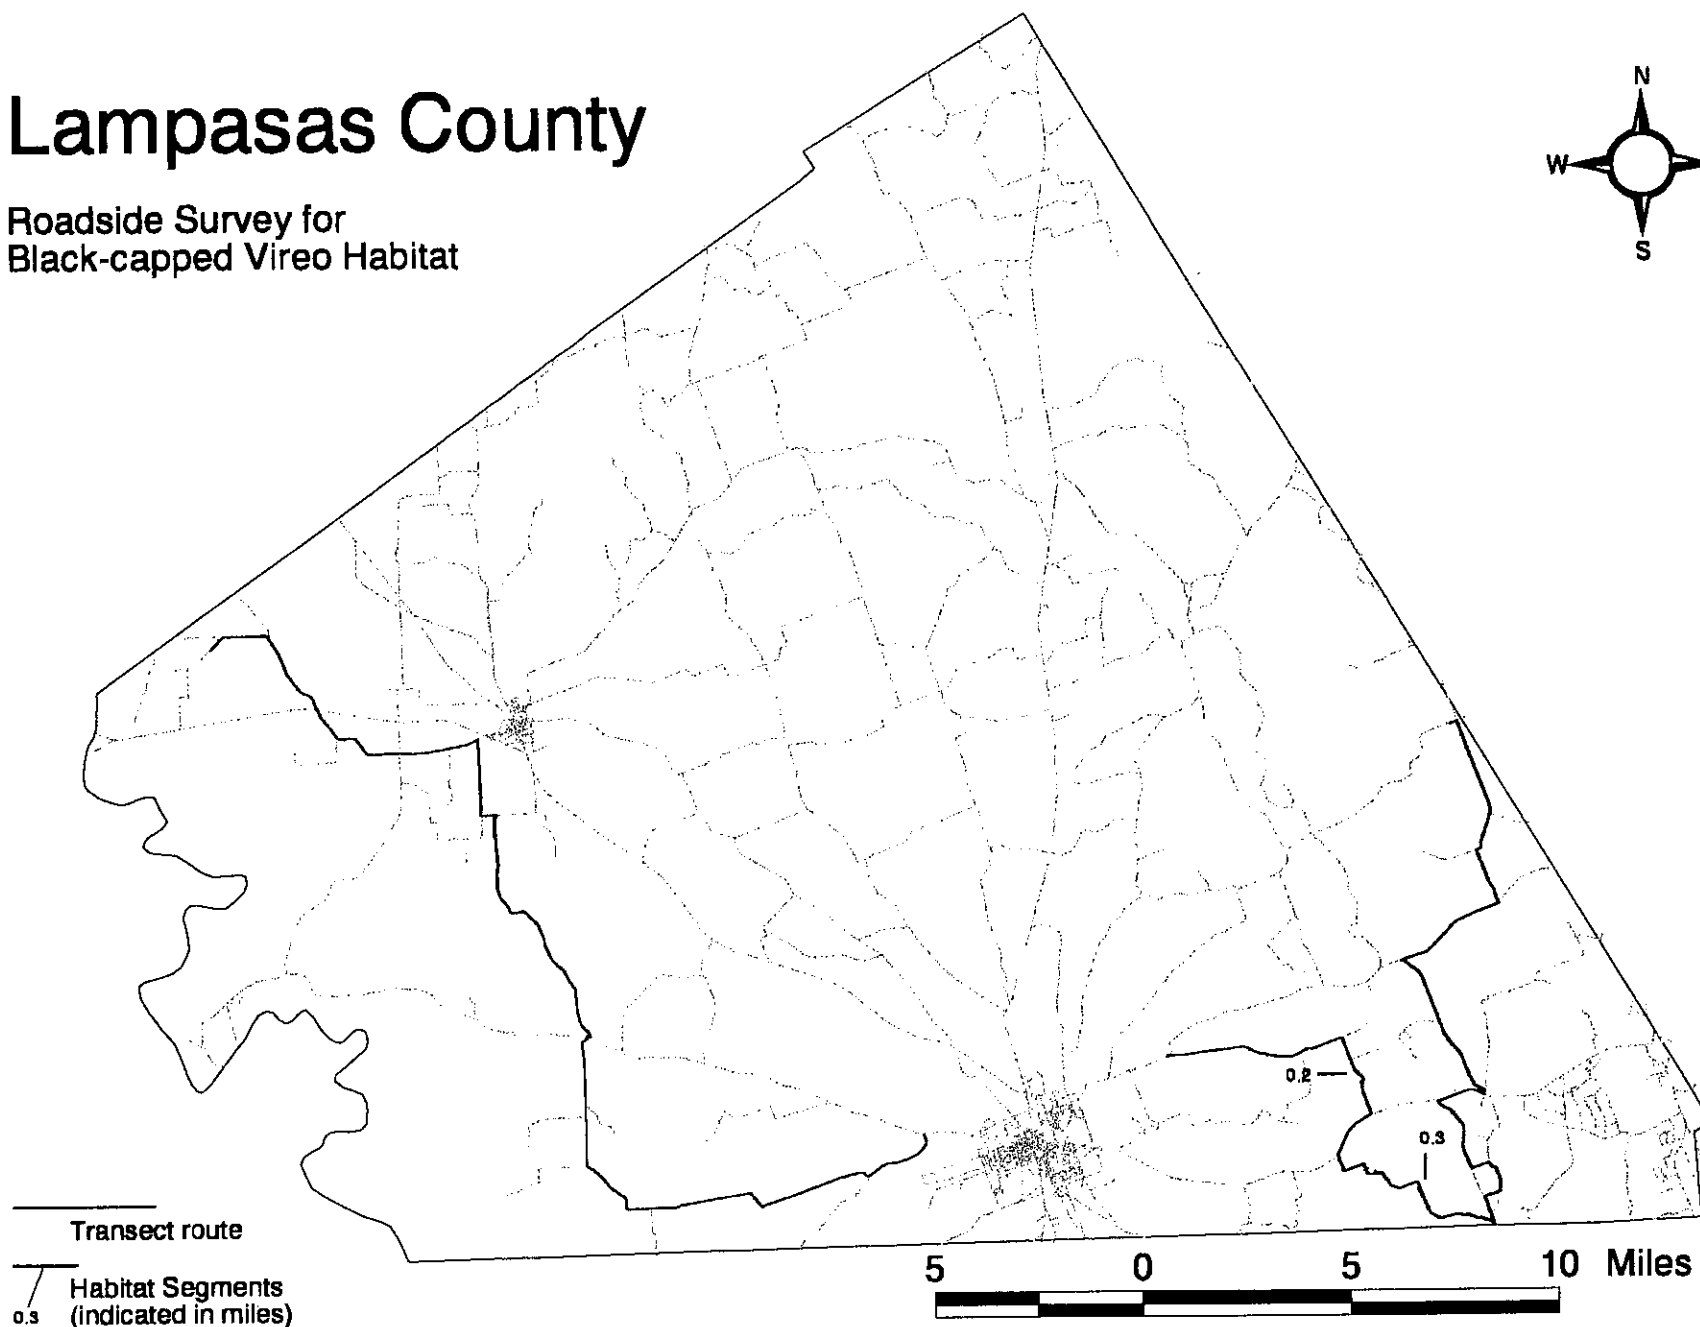 Lampasas County
Roadside Survey for
Black-capped Vireo Habitat
N
W
S
0.2
0.3
Transect route
Habitat Segments
0.3 (indicated in miles)
5 0 5 10 Miles